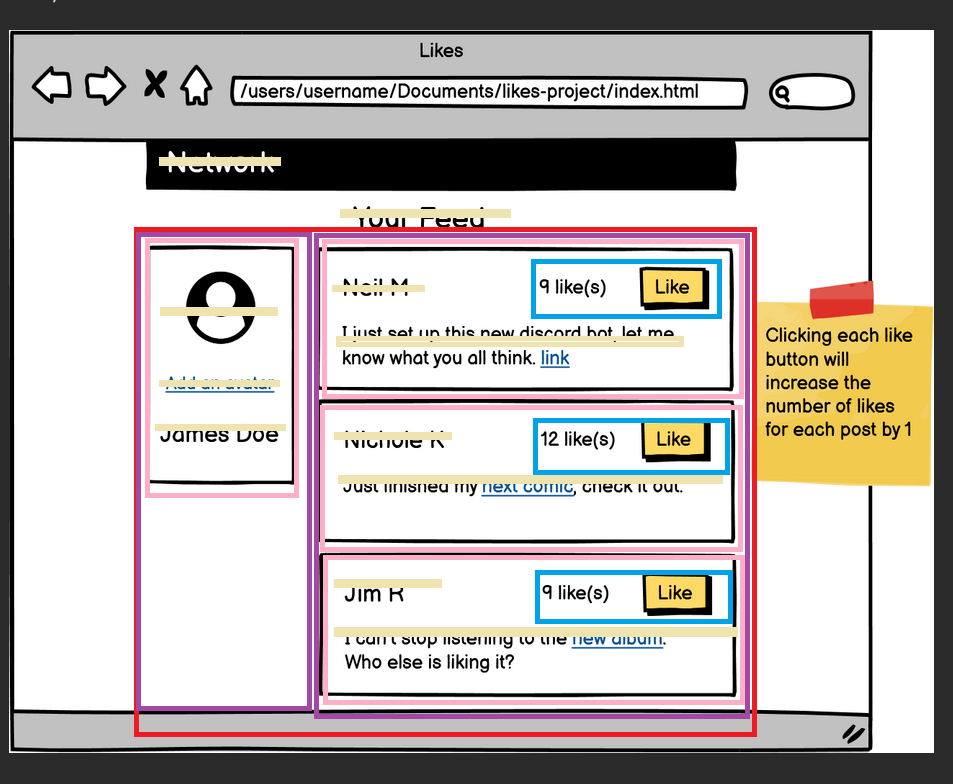 Likes
/users/username/Documents/likes-project/index.html
Network
Your Feed
Neil M
9 like(s)
Like
I just set up this new discord bot, let me
know what you all think. link
Add an avatar
James Doe
Nichole K
12 like(s)
Like
Just finished my next comic, check it out.
Jim R
9 like(s)
Like
I can't stop listening to the new album.
Who else is liking it?
Clicking each like
button will
increase the
number of likes
for each post by 1